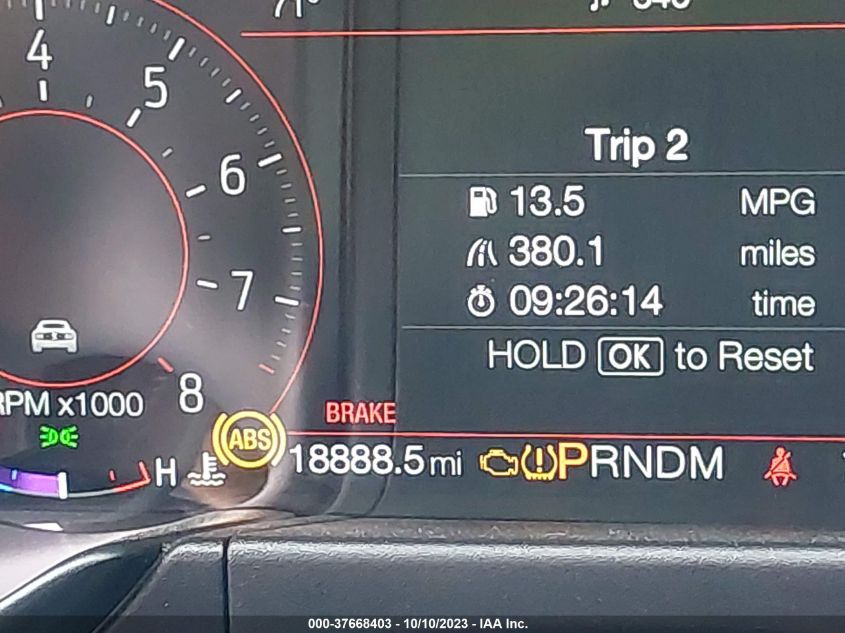 4
5
6
7
8
RPM x1000
H
Trip 2
13.5 MPG
380.1 miles
09:26:14 time
HOLD OK to Reset
ABS
BRAKE
18888.5 mi
PRNDM
000-37668403 - 10/10/2023 - IAA Inc.